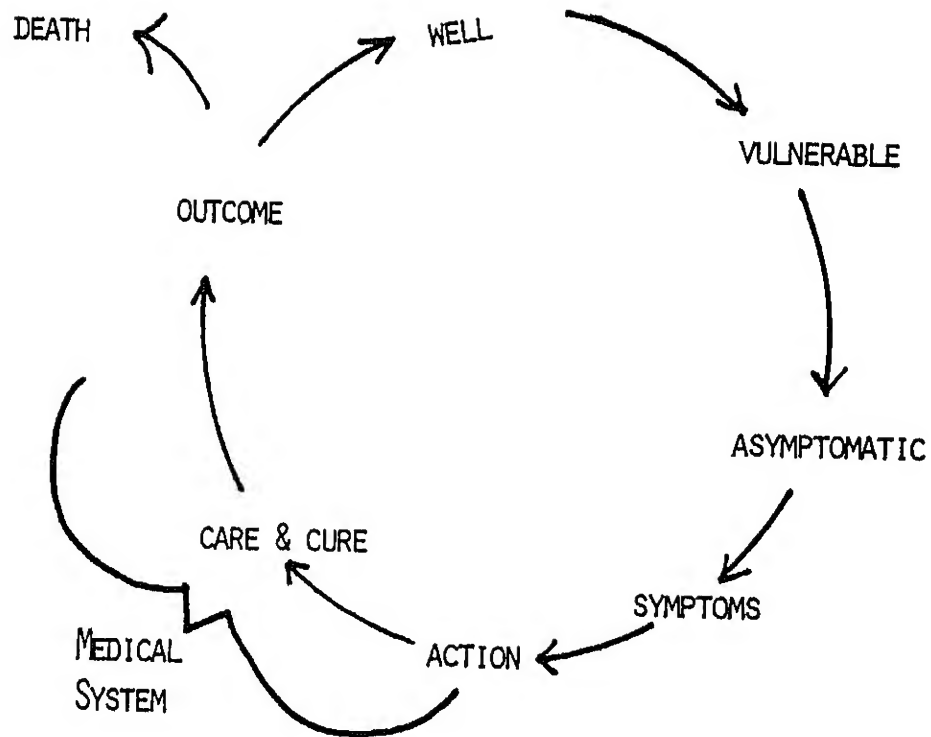 DEATH
WELL
VULNERABLE
OUTCOME
ASYMPTOMATIC
CARE & CURE
SYMPTOMS
ACTION
MEDICAL
SYSTEM